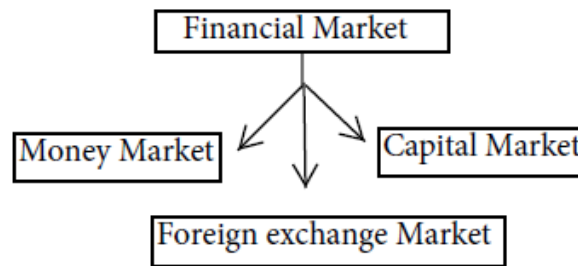 Financial Market
Money Market
Capital Market
Foreign exchange Market